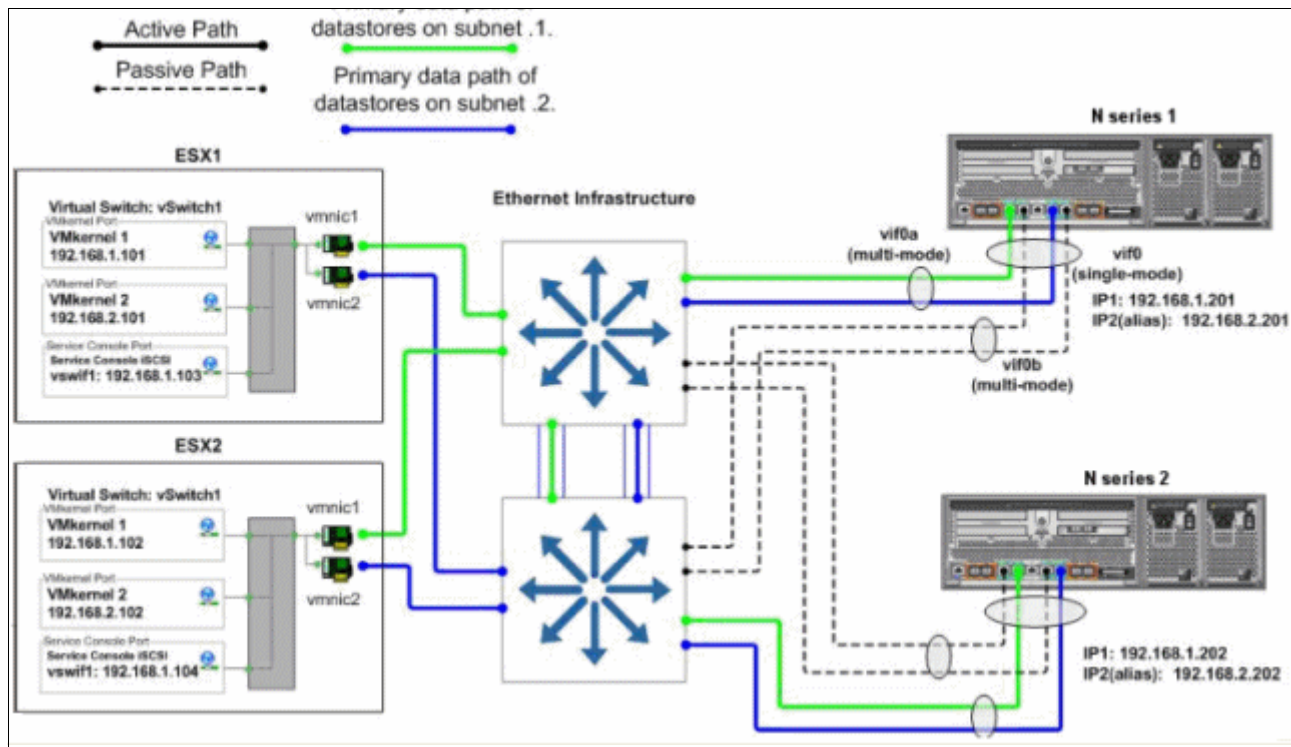 Active Path
Passive Path
Primary data path of
datastores on subnet .1.
Primary data path of
datastores on subnet .2.
ESX1
Virtual Switch: vSwitch1
VMkernel Port
VMkernel 1
192.168.1.101
VMkernel Port
VMkernel 2
192.168.2.101
Service Console Port
Service Console iSCSI
vswif1: 192.168.1.103
vmnic1
vmnic2
ESX2
Virtual Switch: vSwitch1
VMkernel Port
VMkernel 1
192.168.1.102
VMkernel Port
VMkernel 2
192.168.2.102
Service Console Port
Service Console iSCSI
vswif1: 192.168.1.104
vmnic1
vmnic2
Ethernet Infrastructure
N series 1
vif0a
(multi-mode)
vif0
(single-mode)
IP1: 192.168.1.201
IP2(alias): 192.168.2.201
vif0b
(multi-mode)
N series 2
IP1: 192.168.1.202
IP2(alias): 192.168.2.202